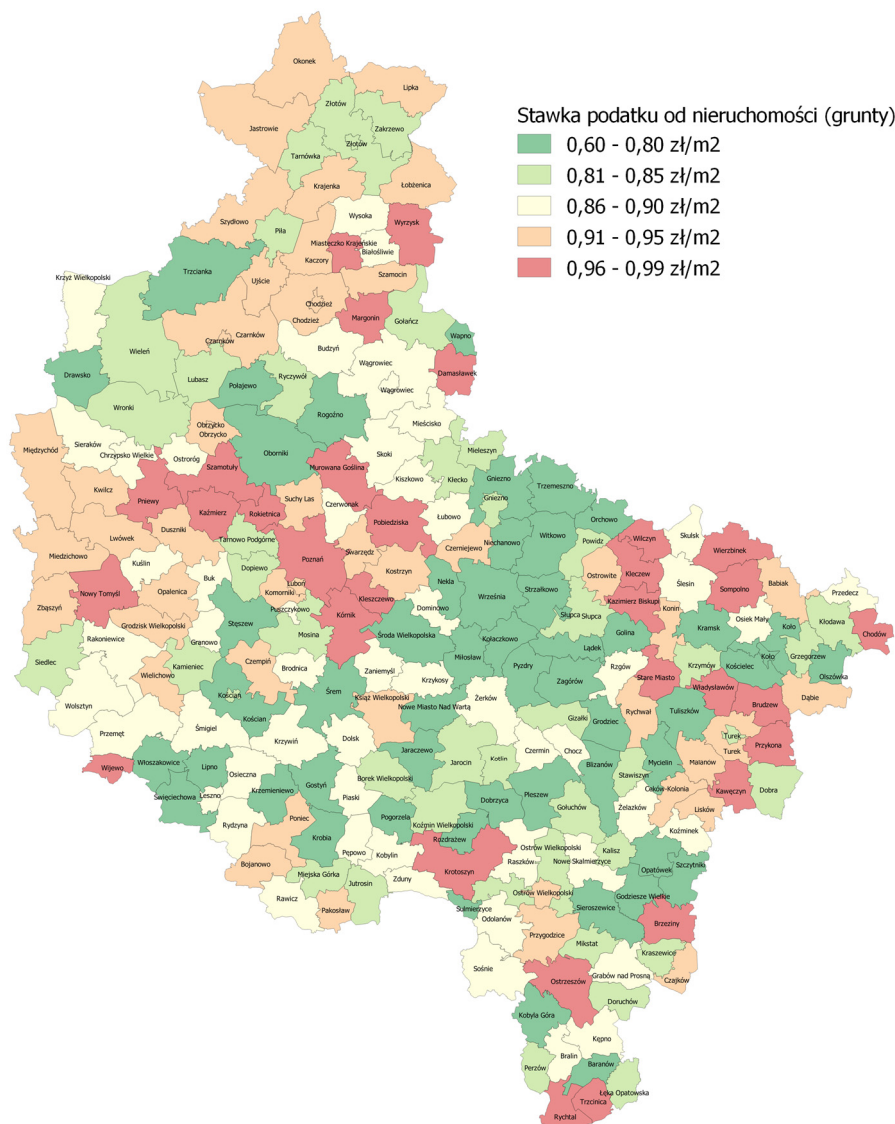 Stawka podatku od nieruchomości (grunty)
0,60 - 0,80 zł/m2
0,81 - 0,85 zł/m2
0,86 - 0,90 zł/m2
0,91 - 0,95 zł/m2
0,96 - 0,99 zł/m2
Okonek
Lipka
Złotów
Jastrowie
Zakrzewo
Złotów
Tarnówka
Krajenka
Łobżenica
Wysoka
Szydłowo
Wyrzysk
Piła
Miasteczko Krajeńskie
Białośliwie
Kaczory
Krzyż Wielkopolski
Trzcianka
Szamocin
Ujście
Chodzież
Gołańcz
Margonin
Chodzież
Czarnków
Wapno
Czarnków
Budzyń
Wieleń
Wągrowiec
Damasławek
Drawsko
Ryczywół
Lubasz
Połajewo
Wągrowiec
Wronki
Rogoźno
Mieścisko
Obrzytko
Obrzycko
Międzychód
Sieraków
Mieleszyn
Oborniki
Skoki
Chrzypsko Wielkie
Ostroróg
Szamotuły
Murowana Goślina
Gniezno
Kiszkowo
Kłecko
Trzemeszno
Kwilcz
Pniewy
Suchy Las
Gniezno
Orchowo
Czerwonak
Łubowo
Kaźmierz
Rokietnica
Pobiedziska
Duszniki
Lwówek
Witkowo
Skulsk
Tarnowo Podgórne
Powidz
Wilczyn
Niechanowo
Czerniejewo
Swarzędz
Wierzbinek
Miedzichowo
Poznań
Kuślin
Dopiewo
Kostrzyn
Ostrowite
Kleczew
Ślesin
Babiak
Buk
Luboń
Nekla
Przedecz
Nowy Tomyśl
Opalenica
Komorniki
Kleszczewo
Strzałkowo
Sompolno
Września
Kazimierz Biskupi
Zbąszyń
Puszczykowo
Dominowo
Konin
Kórnik
Słupca
Słupca
Osiek Mały
Kłodawa
Stęszew
Grodzisk Wielkopolski
Kramsk
Koło
Chodów
Golina
Rakoniewice
Granowo
Mosina
Środa Wielkopolska
Kołaczkowo
Lądek
Koło
Grzegorzew
Siedlec
Miłosław
Kościelec
Kamieniec
Czempiń
Brodnica
Zaniemyśl
Pyzdry
Rzgów
Krzymów
Olszówka
Wielichowo
Krzykosy
Zagórów
Stare Miasto
Władysławów
Kościan
Śrem
Książ Wielkopolski
Żerków
Tuliszków
Brudzew
Dąbie
Wolsztyn
Nowe Miasto Nad Wartą
Rychwał
Kościan
Gizałki
Grodziec
Śmigiel
Przemęt
Krzywiń
Dolsk
Turek
Jaraczewo
Czermin
Chocz
Turek
Przykona
Kotlin
Blizanów
Mycielin
Malanów
Wijewo
Włoszakowice
Lipno
Jarocin
Osieczna
Borek Wielkopolski
Stawiszyn
Krzemieniewo
Gostyń
Ceków-Kolonia
Kawęczyn
Dobra
Leszno
Piaski
Dobrzyca
Pleszew
Święciechowa
Gołuchów
Żelazków
Lisków
Pogorzela
Poniec
Rydzyna
Koźmin Wielkopolski
Koźminek
Krobia
Rozdrażew
Ostrów Wielkopolski
Kalisz
Pępowo
Kobylin
Raszków
Nowe Skalmierzyce
Bojanowo
Krotoszyn
Opatówek
Szczytniki
Miejska Górka
Zduny
Jutrosin
Ostrów Wielkopolski
Godziesze Wielkie
Rawicz
Pakosław
Sulmierzyce
Sieroszewice
Odolanów
Brzeziny
Przygodzice
Mikstat
Kraszewice
Sośnie
Grabów nad Prosną
Czajków
Ostrzeszów
Doruchów
Kobyla Góra
Kępno
Bralin
Perzów
Baranów
Łęka Opatowska
Trzcinica
Rychtal